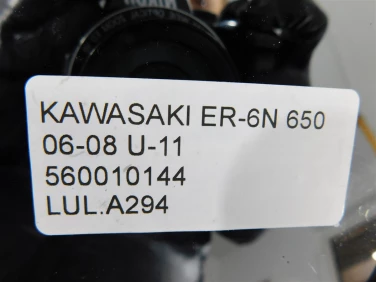 KAWASAKI ER-6N 650
06-08 U-11
560010144
LUL.A294